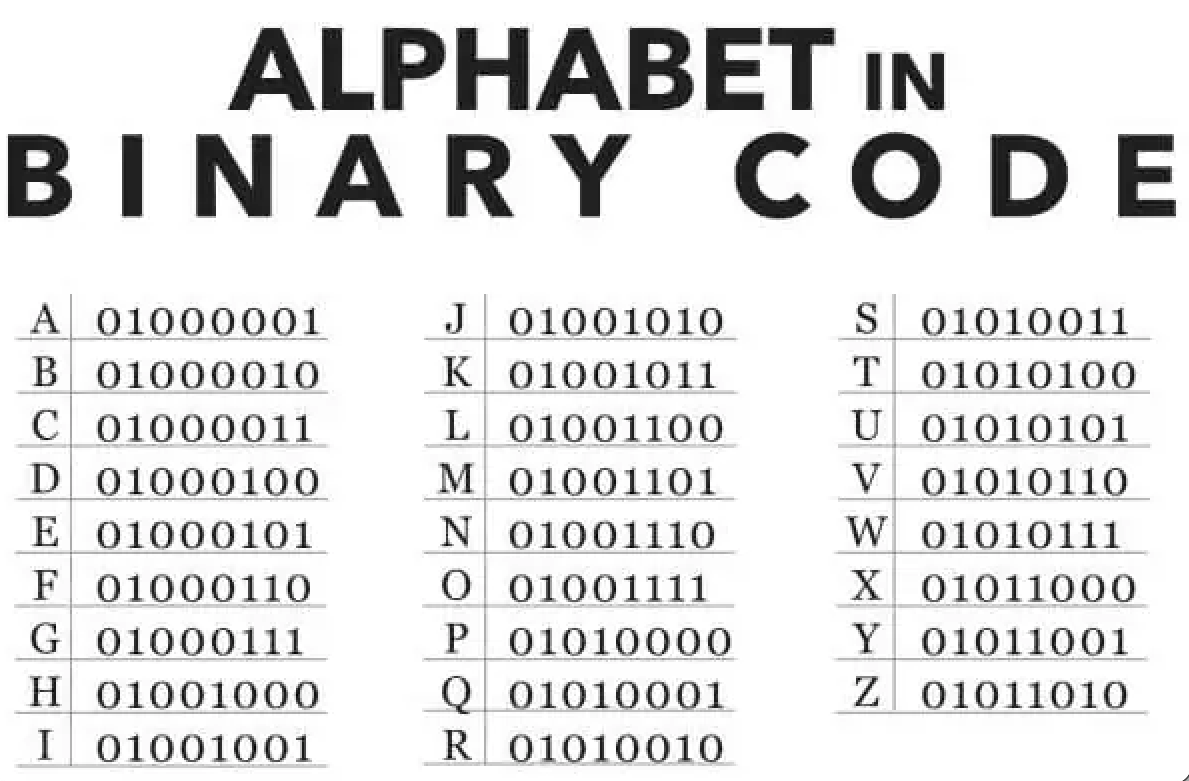 ALPHABET IN
BINARY CODE
A 01000001
B 01000010
C 01000011
D 01000100
E 01000101
F 01000110
G 01000111
H 01001000
I 01001001
J 01001010
K 01001011
L 01001100
M 01001101
N 01001110
O 01001111
P 01010000
Q 01010001
R 01010010
S 01010011
T 01010100
U 01010101
V 01010110
W 01010111
X 01011000
Y 01011001
Z 01011010